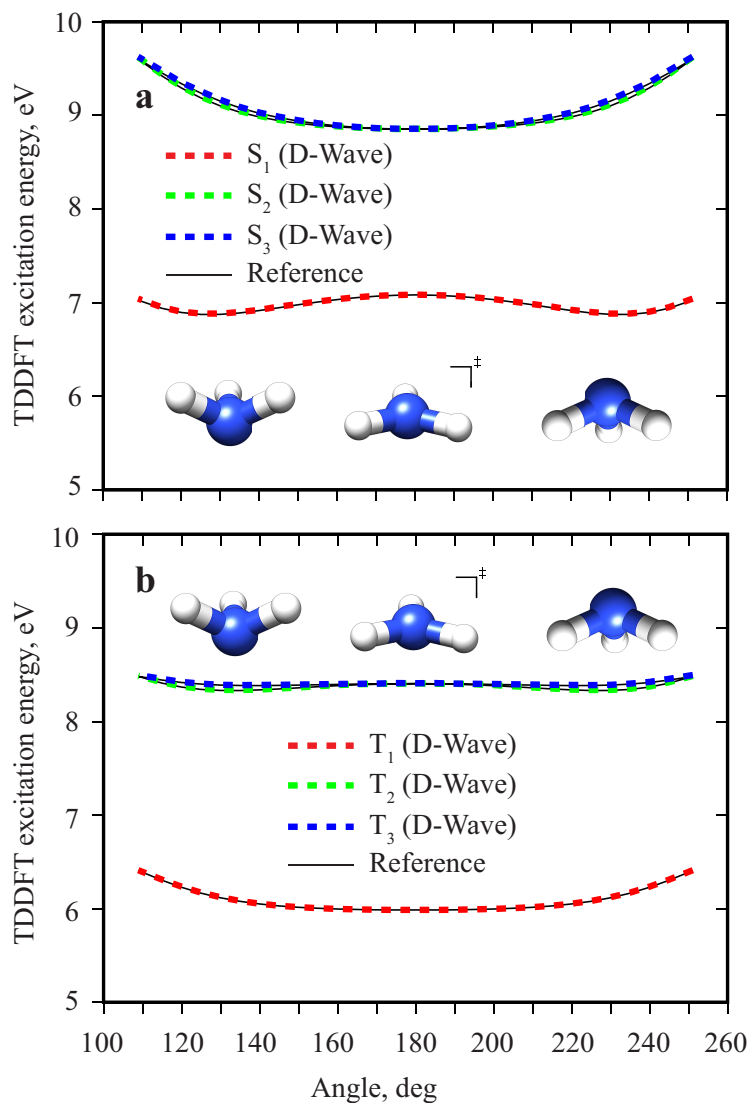 10
9
8
7
6
5
TDDFT excitation energy, eV
a
S1 (D-Wave)
S2 (D-Wave)
S3 (D-Wave)
Reference
‡
10
9
8
7
6
5
TDDFT excitation energy, eV
b
‡
T1 (D-Wave)
T2 (D-Wave)
T3 (D-Wave)
Reference
100 120 140 160 180 200 220 240 260
Angle, deg